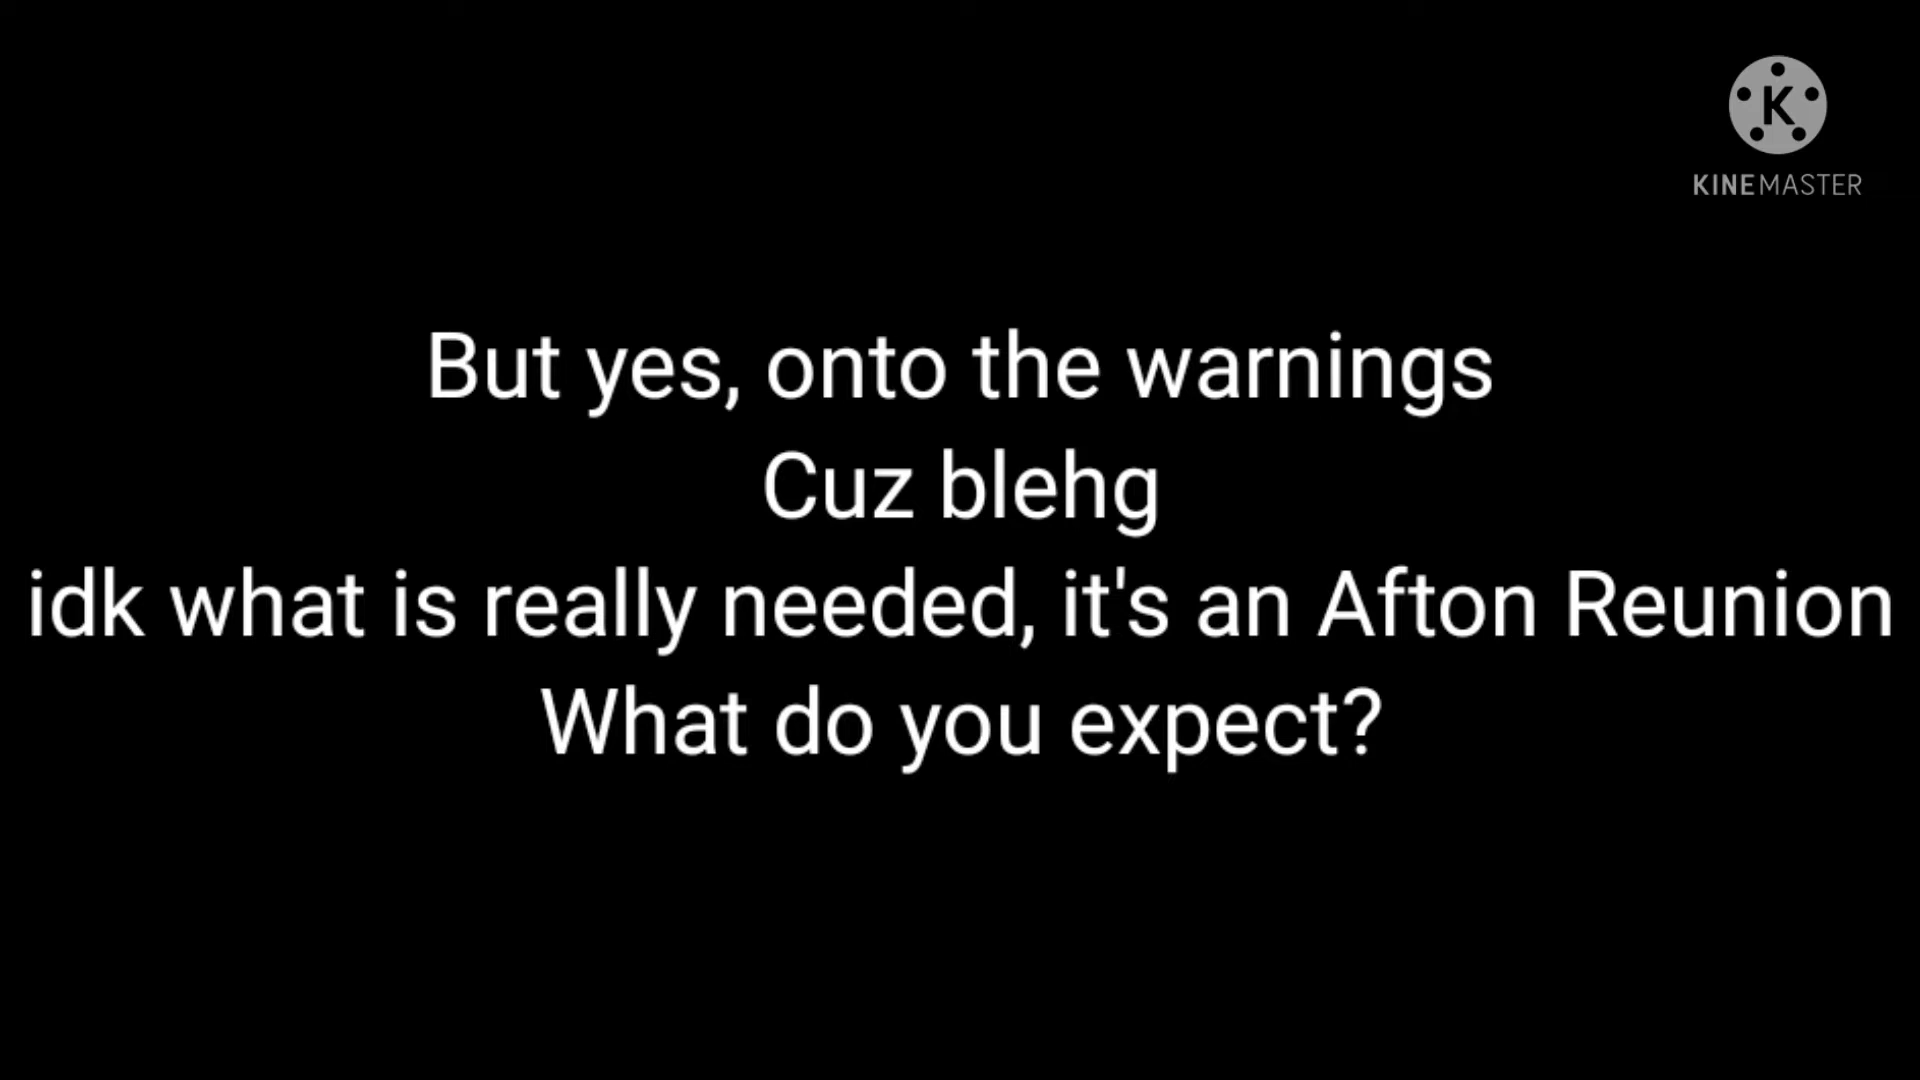 K
KINEMASTER
But yes, onto the warnings
Cuz blehg
idk what is really needed, it's an Afton Reunion
What do you expect?